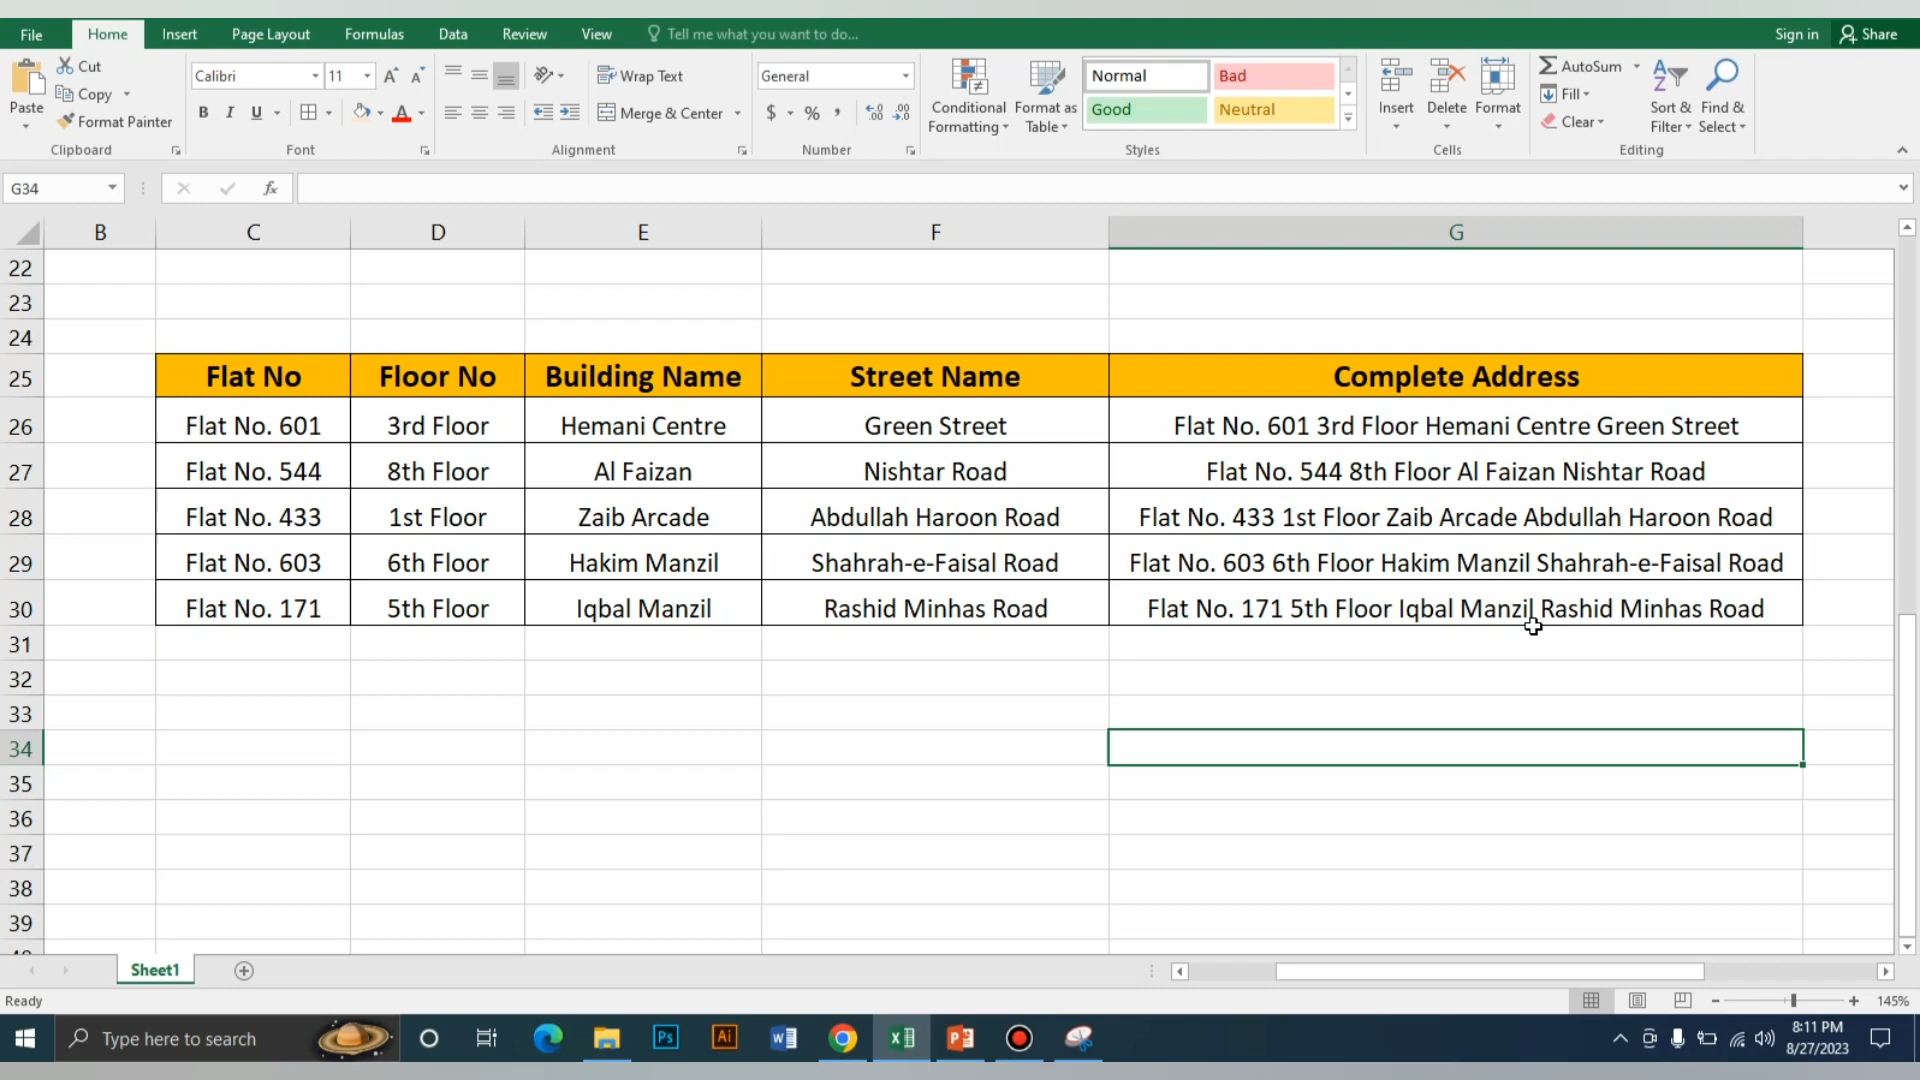 File Home Insert Page Layout Formulas Data Review View Tell me what you want to do... Sign in Share
Paste
Cut
Copy
Format Painter
Clipboard
Calibri 11
B I U
Font
Wrap Text
Merge & Center
Alignment
General
$ % ,
Number
Conditional Formatting
Format as Table
Normal Bad
Good Neutral
Styles
Insert Delete Format
Cells
AutoSum
Fill
Clear
Sort & Filter
Find & Select
Editing
G34 fx
B C D E F G
22
23
24
25 Flat No Floor No Building Name Street Name Complete Address
26 Flat No. 601 3rd Floor Hemani Centre Green Street Flat No. 601 3rd Floor Hemani Centre Green Street
27 Flat No. 544 8th Floor Al Faizan Nishtar Road Flat No. 544 8th Floor Al Faizan Nishtar Road
28 Flat No. 433 1st Floor Zaib Arcade Abdullah Haroon Road Flat No. 433 1st Floor Zaib Arcade Abdullah Haroon Road
29 Flat No. 603 6th Floor Hakim Manzil Shahrah-e-Faisal Road Flat No. 603 6th Floor Hakim Manzil Shahrah-e-Faisal Road
30 Flat No. 171 5th Floor Iqbal Manzil Rashid Minhas Road Flat No. 171 5th Floor Iqbal Manzil Rashid Minhas Road
31
32
33
34
35
36
37
38
39
Sheet1
Ready 145%
Type here to search Ps Ai 8:11 PM
8/27/2023